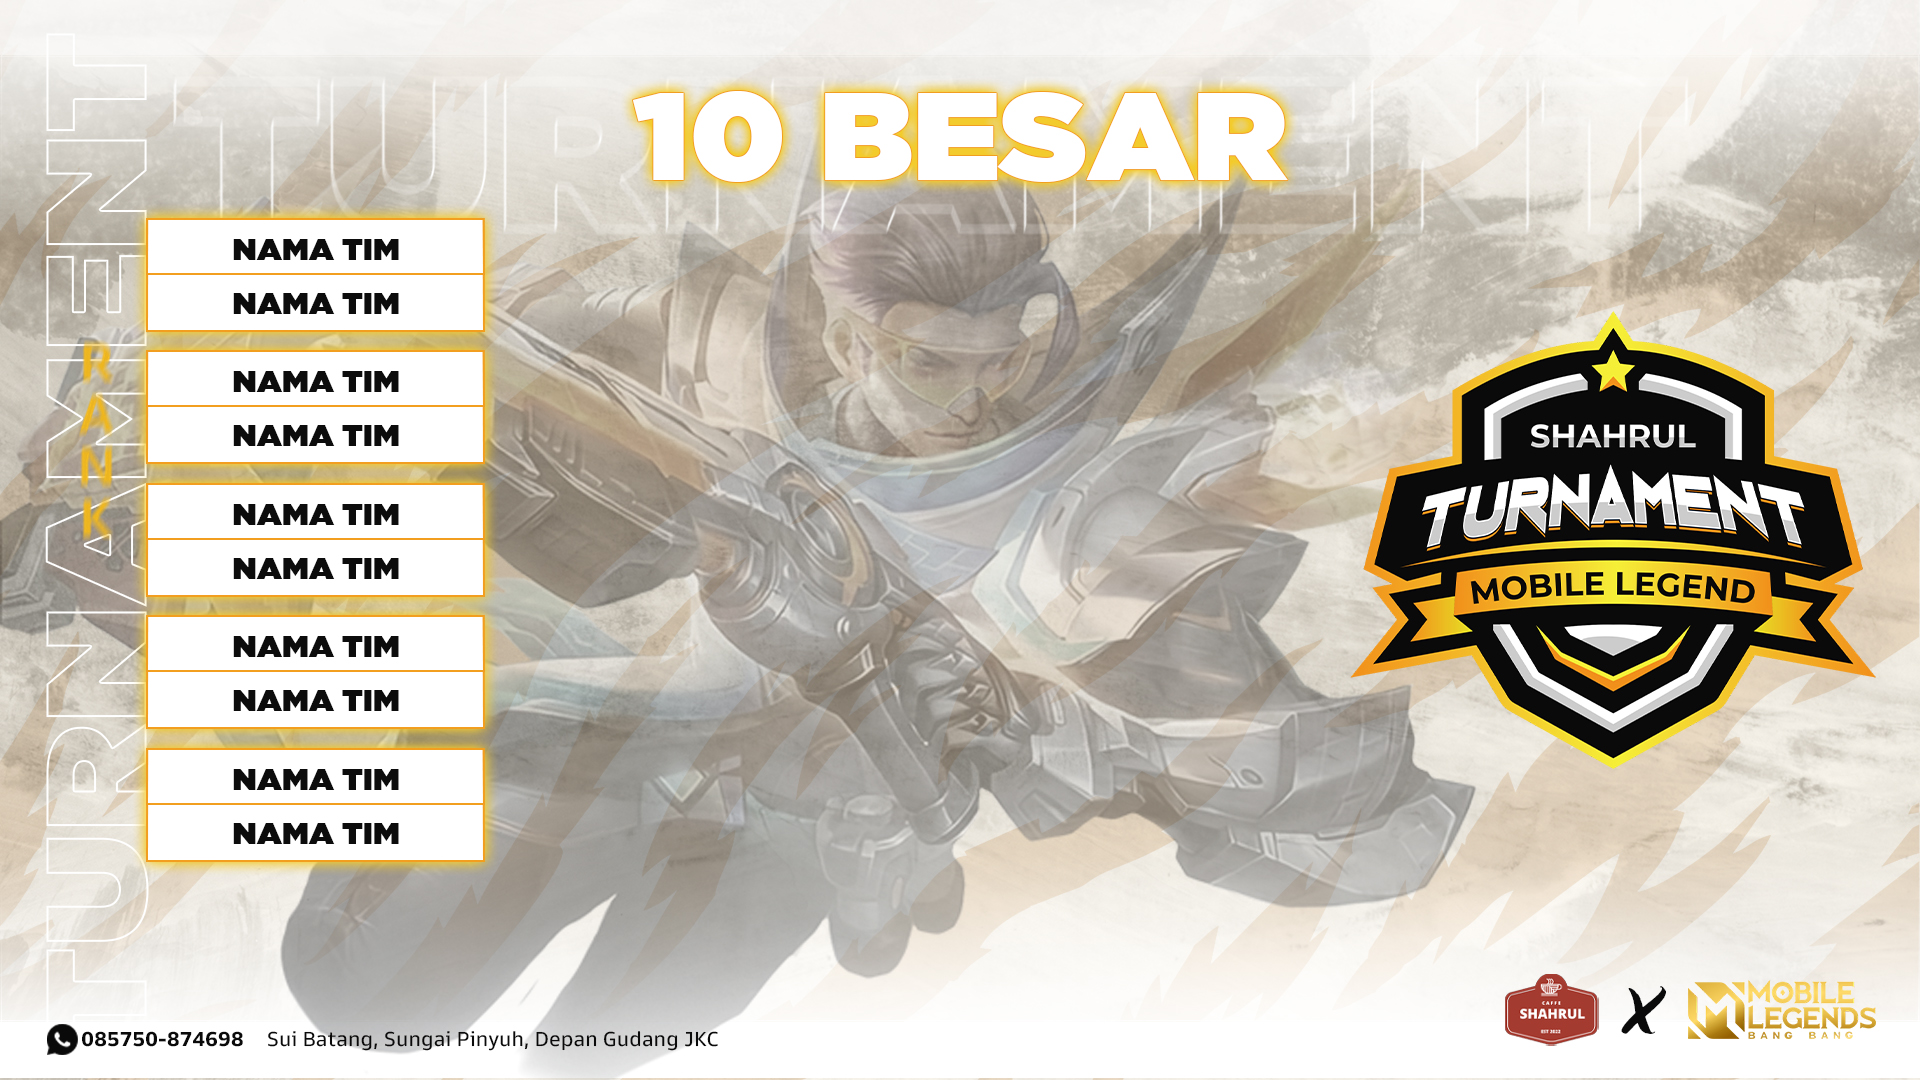 TURNAMENT
TURNAMENT
10 BESAR
RANK
NAMA TIM
NAMA TIM
NAMA TIM
NAMA TIM
NAMA TIM
NAMA TIM
NAMA TIM
NAMA TIM
NAMA TIM
NAMA TIM
SHAHRUL
TURNAMENT
MOBILE LEGEND
085750-874698 Sui Batang, Sungai Pinyuh, Depan Gudang JKC
CAFFE
SHAHRUL
EST 2022
X
MOBILE
LEGENDS
BANG BANG